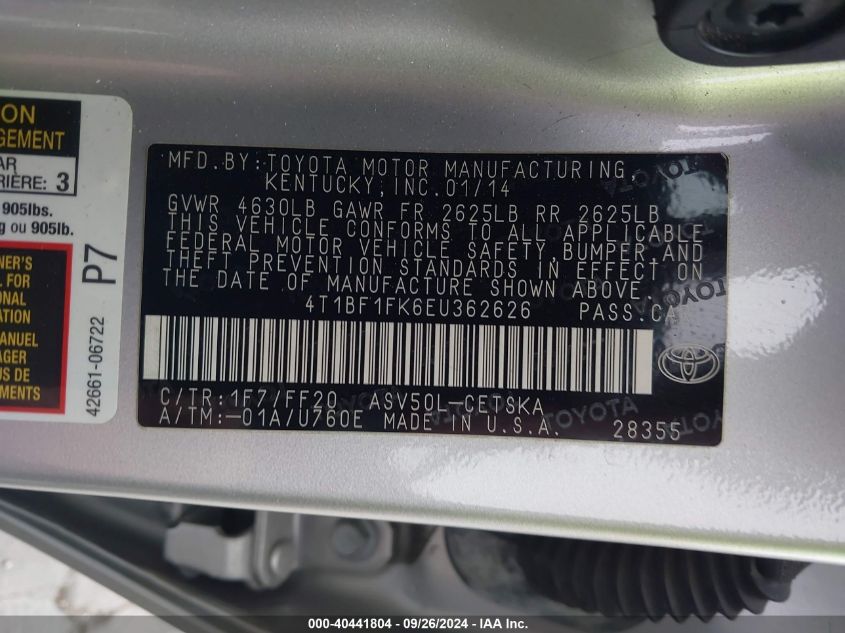 ON
GEMENT
AR
RIÈRE: 3
905lbs.
g ou 905lb.
NER'S
L FOR
ONAL
ATION
MANUEL
AGER
US DE
MENTS
42661-06722
P7
MFD.BY:TOYOTA MOTOR MANUFACTURING
KENTUCKY, INC.01/14
GVWR 4630LB GAWR FR 2625LB RR 2625LB
THIS VEHICLE CONFORMS TO ALL APPLICABLE
FEDERAL MOTOR VEHICLE SAFETY,BUMPER,AND
THEFT PREVENTION STANDARDS IN EFFECT ON
THE DATE OF MANUFACTURE SHOWN ABOVE.
4T1BF1FK6EU362626 PASS.CA
C/TR:1F7/FF20 ASV50L-CETSKA
A/TM:-01A/U760E MADE IN U.S.A. 28355
TOYOTA
000-40441804 - 09/26/2024 - IAA Inc.